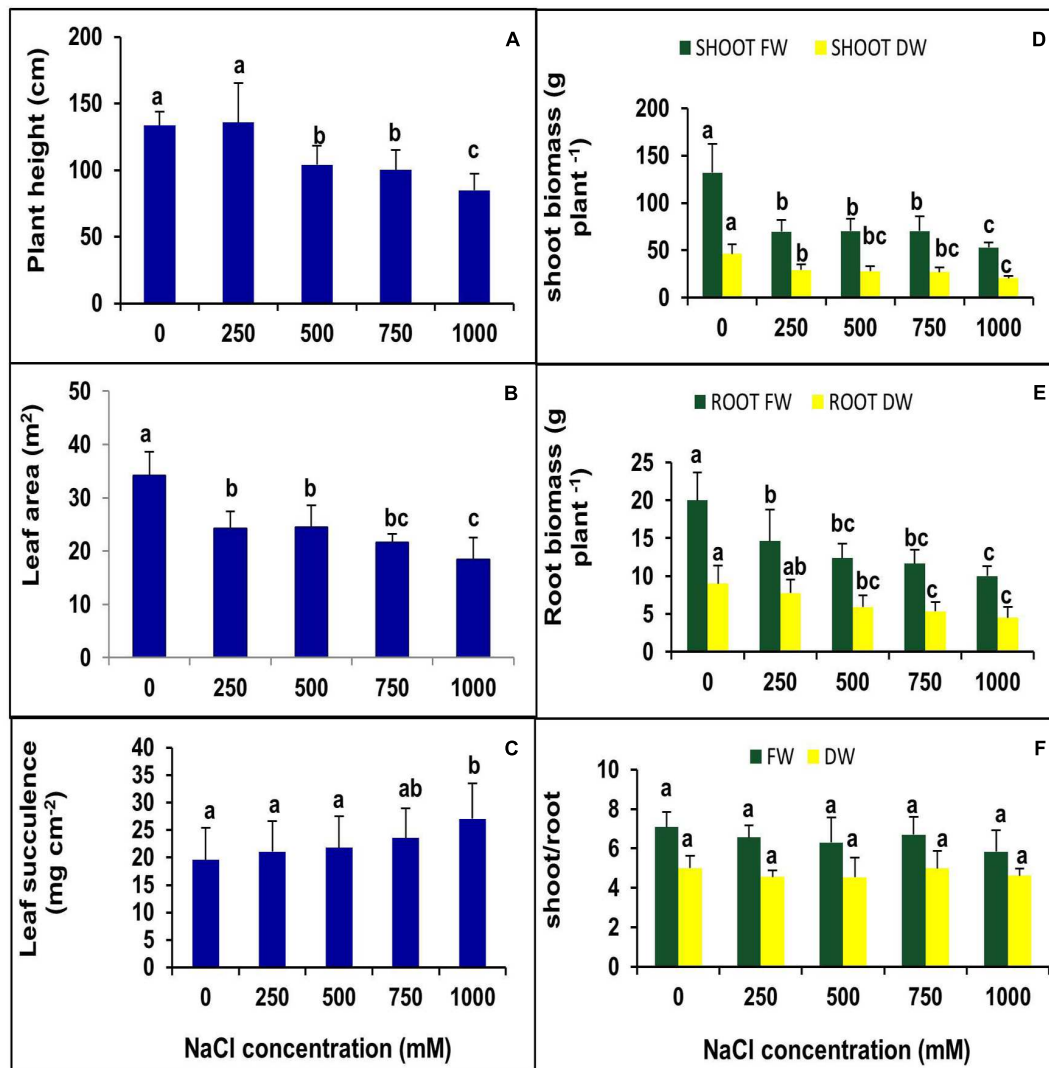 A
Plant height (cm)
200
150
100
50
0
a
a
b
b
c
0 250 500 750 1000
B
Leaf area (m²)
50
40
30
20
10
0
a
b
b
bc
c
0 250 500 750 1000
C
Leaf succulence
(mg cm⁻²)
40
35
30
25
20
15
10
5
0
a
a
a
ab
b
0 250 500 750 1000
NaCl concentration (mM)
D
SHOOT FW SHOOT DW
shoot biomass (g
plant ⁻¹)
200
150
100
50
0
a
a
b
b
b
bc
b
bc
c
c
0 250 500 750 1000
E
ROOT FW ROOT DW
Root biomass (g
plant ⁻¹)
25
20
15
10
5
0
a
a
b
ab
bc
bc
bc
c
c
c
0 250 500 750 1000
F
FW DW
shoot/root
10
8
6
4
2
0
a
a
a
a
a
a
a
a
a
a
0 250 500 750 1000
NaCl concentration (mM)